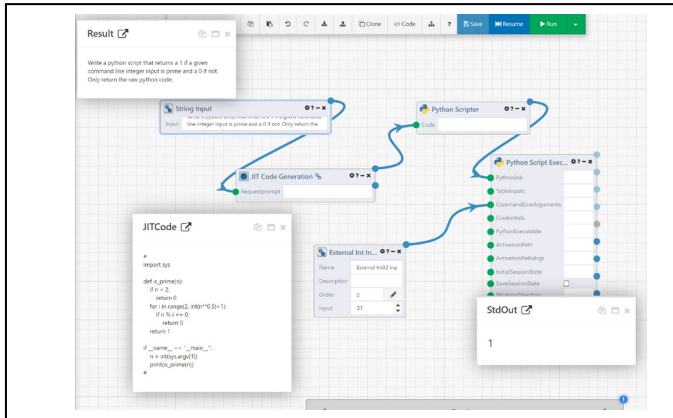 Result
Write a python script that returns a 1 if a given
command line integer input is prime and a 0 if not.
Only return the raw python code.
Clone
</> Code
?
Save
Resume
Run
String Input
Input
line integer input is prime and a 0 if not. Only return the
Python Scripter
Code
JIT Code Generation
Requestprompt
Python Script Exec...
PythonJob
TableInputs
CommandLineArguments
Credentials
PythonExecutable
ActivationPath
ActivationPathArgs
InitialSessionState
SaveSessionState
WorkingDirectory
External Int In...
Name
External Int32 Inp
Description
Order
0
Input
31
JITCode
#
import sys
def is_prime(n):
if n < 2:
return 0
for i in range(2, int(n**0.5)+1):
if n % i == 0:
return 0
return 1
if __name__ == "__main__":
n = int(sys.argv[1])
print(is_prime(n))
#
StdOut
1